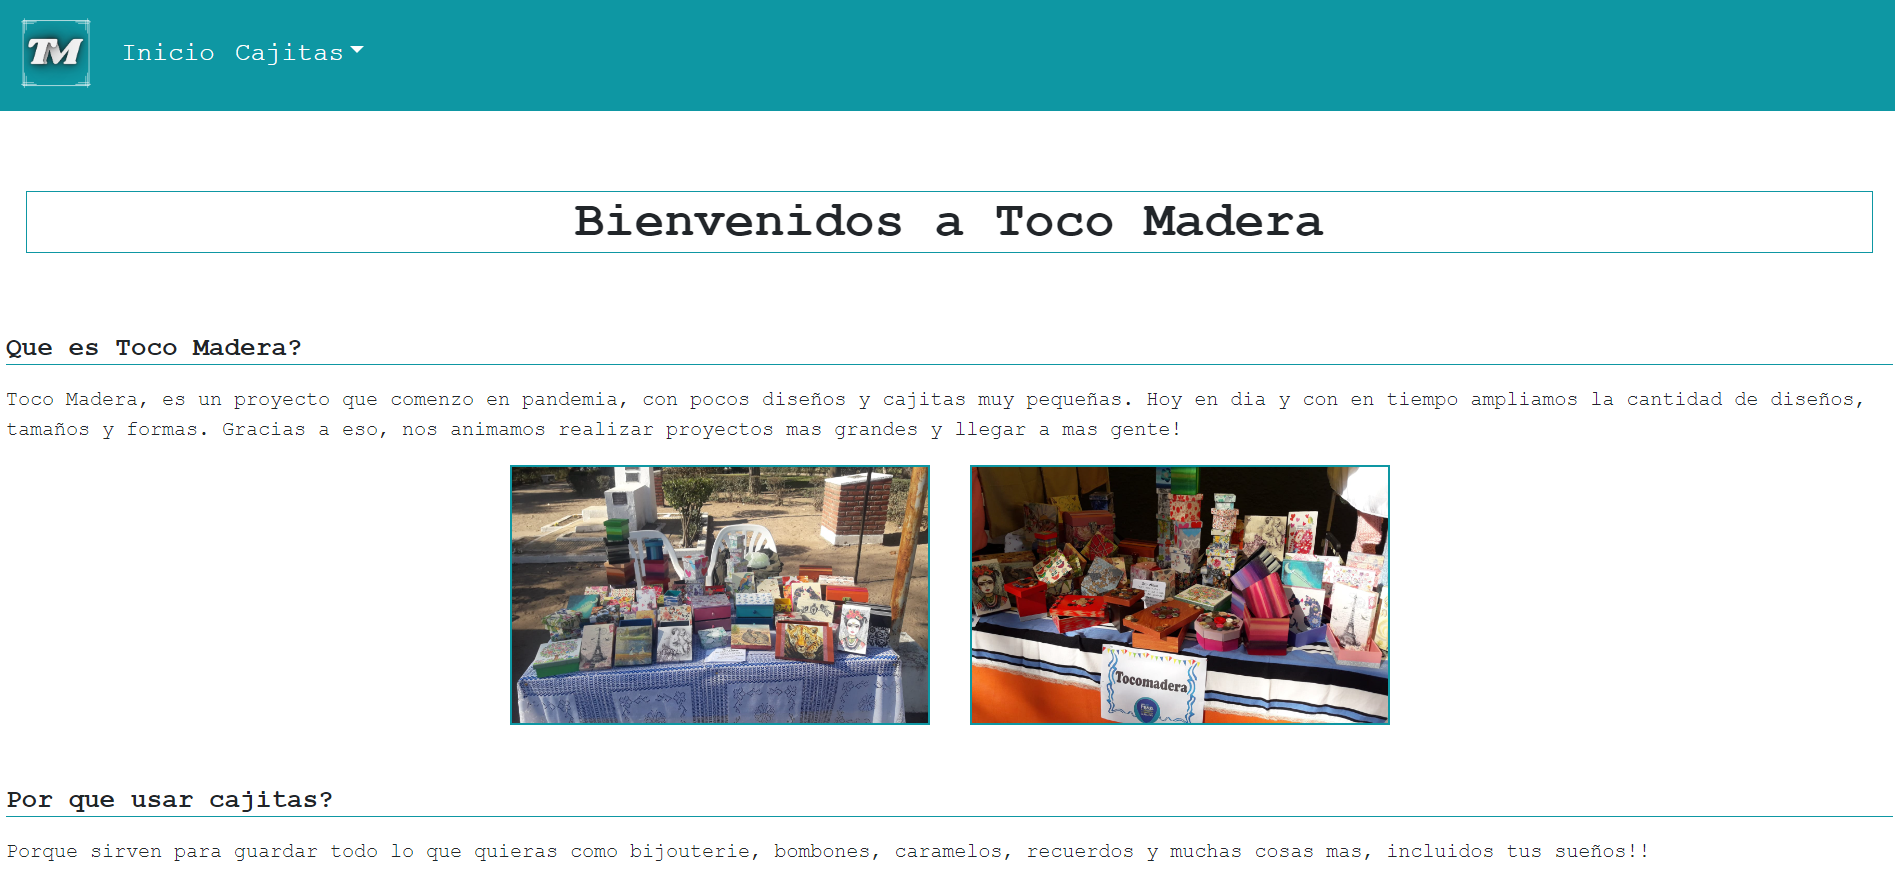 TM
Inicio Cajitas
Bienvenidos a Toco Madera
Que es Toco Madera?
Toco Madera, es un proyecto que comenzo en pandemia, con pocos diseños y cajitas muy pequeñas. Hoy en dia y con en tiempo ampliamos la cantidad de diseños,
tamaños y formas. Gracias a eso, nos animamos realizar proyectos mas grandes y llegar a mas gente!
Tocomadera
Por que usar cajitas?
Porque sirven para guardar todo lo que quieras como bijouterie, bombones, caramelos, recuerdos y muchas cosas mas, incluidos tus sueños!!